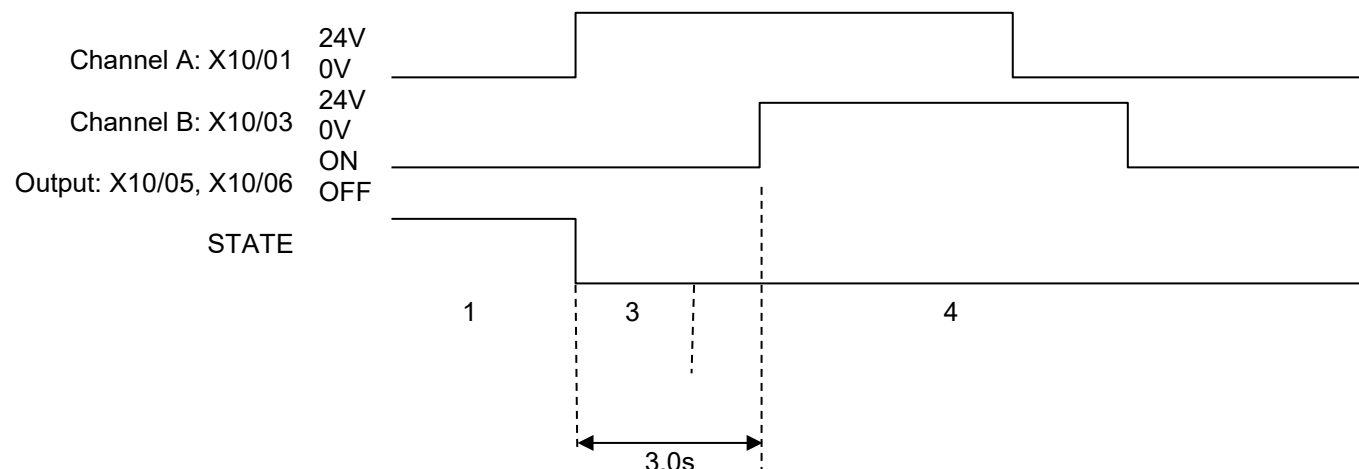 Channel A: X10/01 24V
0V
Channel B: X10/03 24V
0V
Output: X10/05, X10/06 ON
OFF
STATE
1 3 4
3.0s